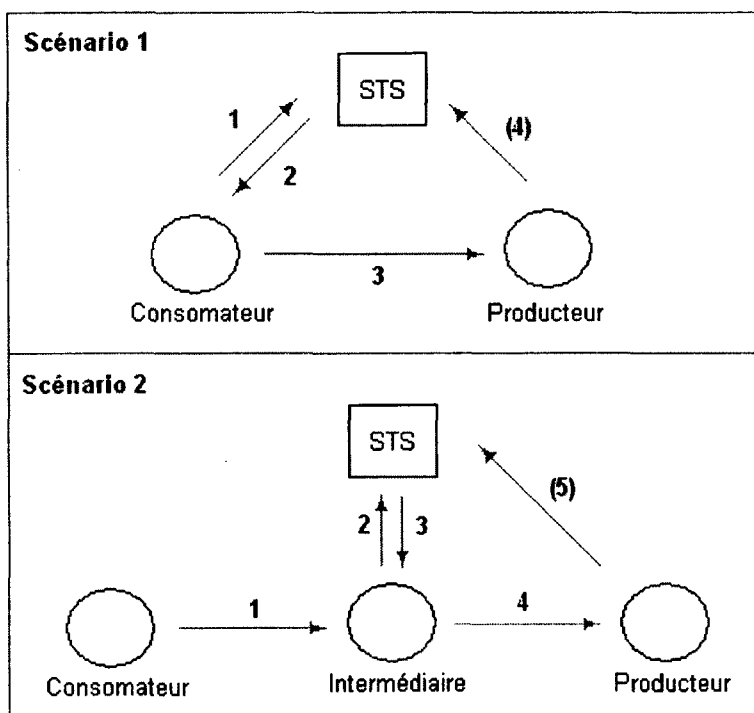 Scénario 1
STS
1
2
(4)
3
Consomateur
Producteur
Scénario 2
STS
2
3
(5)
1
4
Consomateur
Intermédiaire
Producteur